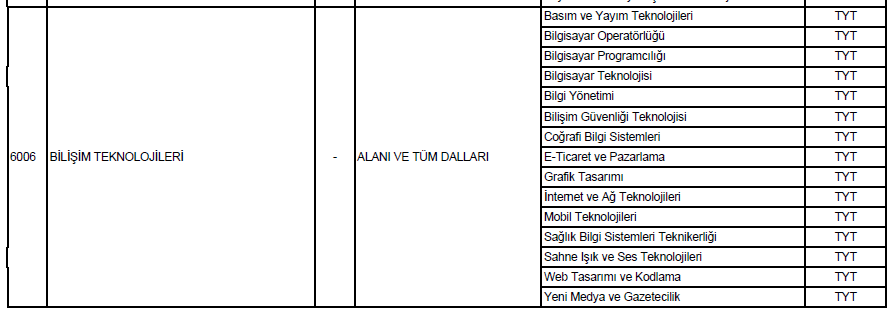 Basım ve Yayım Teknolojileri TYT
Bilgisayar Operatörlüğü TYT
Bilgisayar Programcılığı TYT
Bilgisayar Teknolojisi TYT
Bilgi Yönetimi TYT
Bilişim Güvenliği Teknolojisi TYT
Coğrafi Bilgi Sistemleri TYT
6006 BİLİŞİM TEKNOLOJİLERİ - ALANI VE TÜM DALLARI E-Ticaret ve Pazarlama TYT
Grafik Tasarımı TYT
İnternet ve Ağ Teknolojileri TYT
Mobil Teknolojileri TYT
Sağlık Bilgi Sistemleri Teknikerliği TYT
Sahne Işık ve Ses Teknolojileri TYT
Web Tasarımı ve Kodlama TYT
Yeni Medya ve Gazetecilik TYT